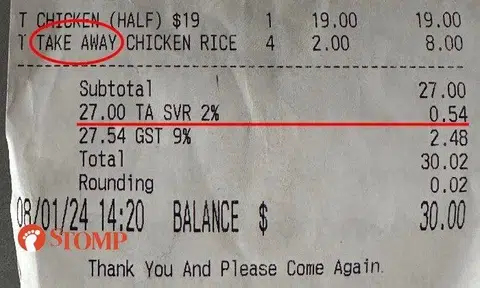 T CHICKEN (HALF) $19 1 19.00 19.00
T TAKE AWAY CHICKEN RICE 4 2.00 8.00
Subtotal 27.00
27.00 TA SVR 2% 0.54
27.54 GST 9% 2.48
Total 30.02
Rounding 0.02
08/01/24 14:20 BALANCE $ 30.00
STOMP
Thank You And Please Come Again.